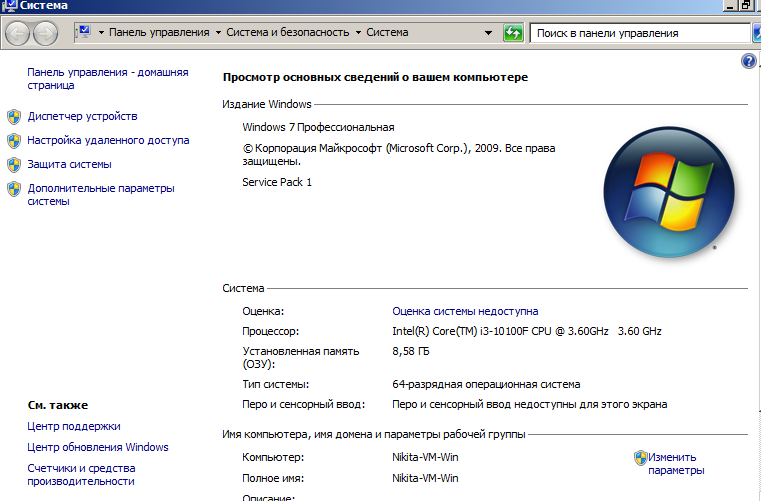 Система
Панель управления Система и безопасность Система Поиск в панели управления
Панель управления - домашняя
страница
Диспетчер устройств
Настройка удаленного доступа
Защита системы
Дополнительные параметры
системы
См. также
Центр поддержки
Центр обновления Windows
Счетчики и средства
производительности
Просмотр основных сведений о вашем компьютере
Издание Windows
Windows 7 Профессиональная
© Корпорация Майкрософт (Microsoft Corp.), 2009. Все права
защищены.
Service Pack 1
Система
Оценка: Оценка системы недоступна
Процессор: Intel(R) Core(TM) i3-10100F CPU @ 3.60GHz 3.60 GHz
Установленная память
(ОЗУ): 8,58 ГБ
Тип системы: 64-разрядная операционная система
Перо и сенсорный ввод: Перо и сенсорный ввод недоступны для этого экрана
Имя компьютера, имя домена и параметры рабочей группы
Компьютер: Nikita-VM-Win
Изменить
параметры
Полное имя: Nikita-VM-Win
Описание: